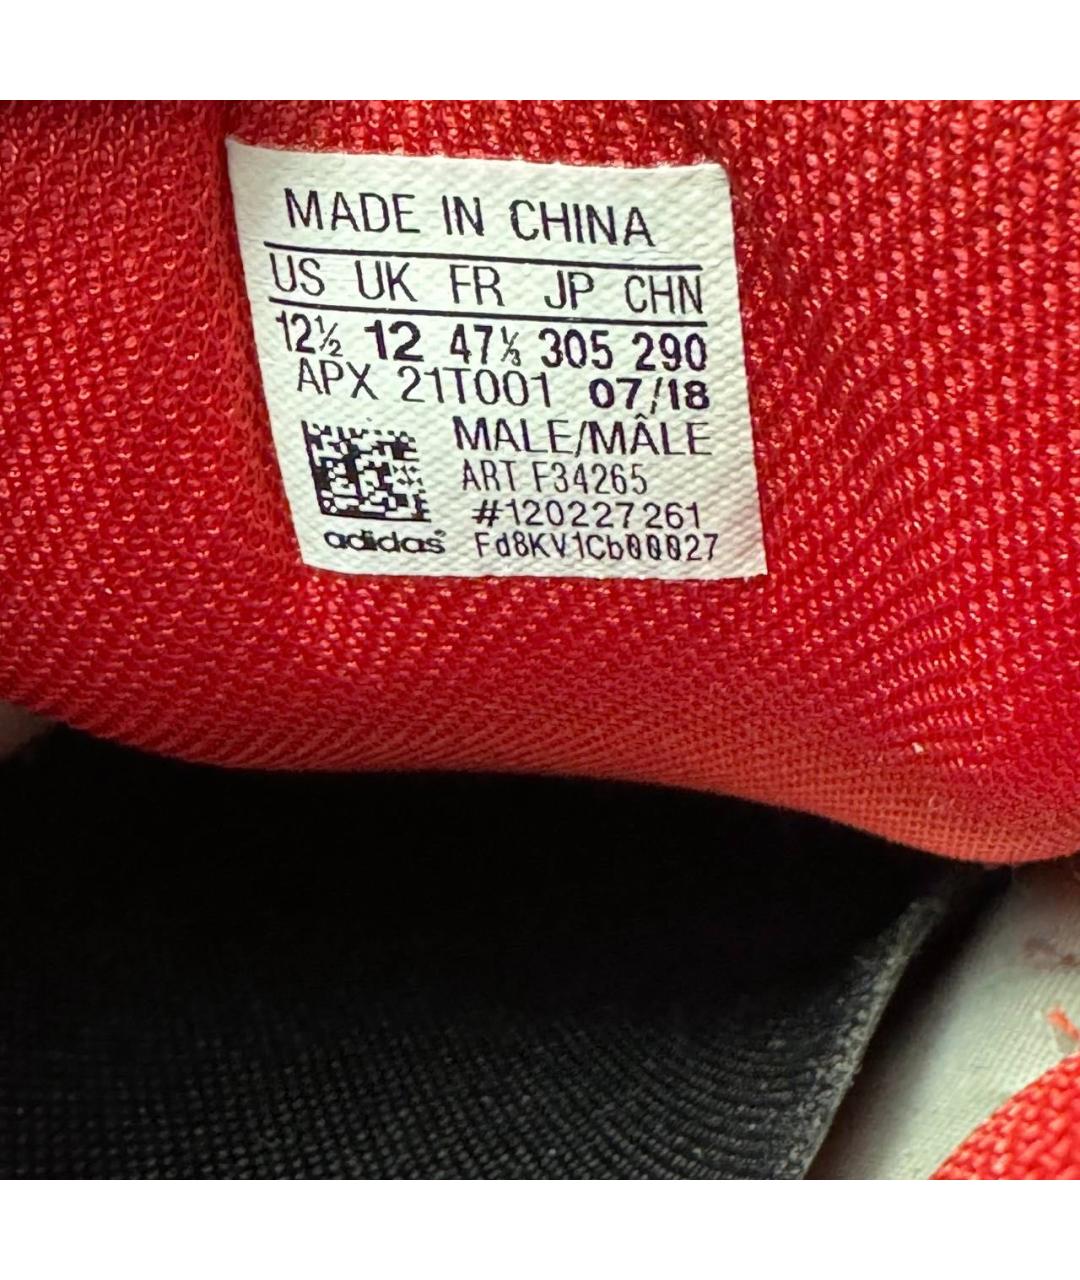 MADE IN CHINA
US UK FR JP CHN
12½ 12 47⅓ 305 290
APX 21T001 07/18
MALE/MÂLE
ART F34265
#120227261
adidas® Fd8KV1Cb00027